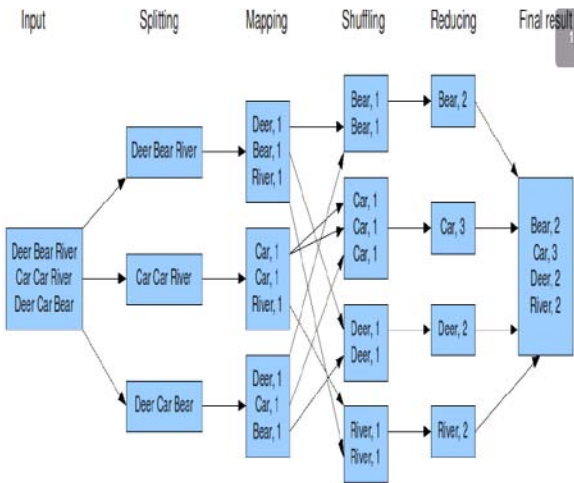 Input Splitting Mapping Shuffling Reducing Final result
1
Deer Bear River
Car Car River
Deer Car Bear
Deer Bear River
Car Car River
Deer Car Bear
Deer, 1
Bear, 1
River, 1
Car, 1
Car, 1
River, 1
Deer, 1
Car, 1
Bear, 1
Bear, 1
Bear, 1
Car, 1
Car, 1
Car, 1
Deer, 1
Deer, 1
River, 1
River, 1
Bear, 2
Car, 3
Deer, 2
River, 2
Bear, 2
Car, 3
Deer, 2
River, 2